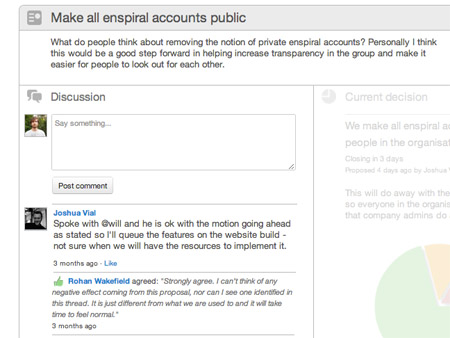 Make all enspiral accounts public
What do people think about removing the notion of private enspiral accounts? Personally I think
this would be a good step forward in helping increase transparency in the group and make it
easier for people to look out for each other.
Discussion
Say something...
Post comment
Joshua Vial
Spoke with @will and he is ok with the motion going ahead
as stated so I'll queue the features on the website build -
not sure when we will have the resources to implement it.
3 months ago · Like
Rohan Wakefield agreed: "Strongly agree. I can't think of any
negative effect coming from this proposal, nor can I see one identified in
this thread. It is just different from what we are used to and it will take
time to feel normal."
3 months ago
Current decision
We make all enspiral a
people in the organisa
Closing in 3 days
Proposed 4 days ago by Joshua
This will do away with the
so everyone in the organis
that company admins do